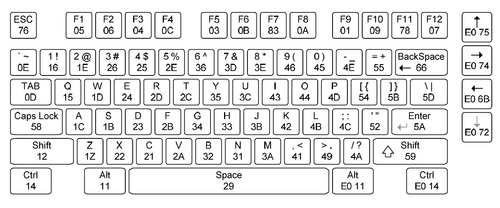 ESC F1 F2 F3 F4 F5 F6 F7 F8 F9 F10 F11 F12 ↑
76 05 06 04 0C 03 0B 83 0A 01 09 78 07 E0 75
` ~ 1 ! 2 @ 3 # 4 $ 5 % 6 ^ 7 & 8 * 9 ( 0 ) - _ = + BackSpace →
0E 16 1E 26 25 2E 36 3D 3E 46 45 4E 55 ← 66 E0 74
TAB Q W E R T Y U I O P [ { ] } \ | ←
0D 15 1D 24 2D 2C 35 3C 43 44 4D 54 5B 5D E0 6B
Caps Lock A S D F G H J K L ; : ' " Enter ↓
58 1C 1B 23 2B 34 33 3B 42 4B 4C 52 ↵ 5A E0 72
Shift Z X C V B N M , < . > / ? ⇧ Shift
12 1Z 22 21 2A 32 31 3A 41 49 4A 59
Ctrl Alt Space Alt Ctrl
14 11 29 E0 11 E0 14